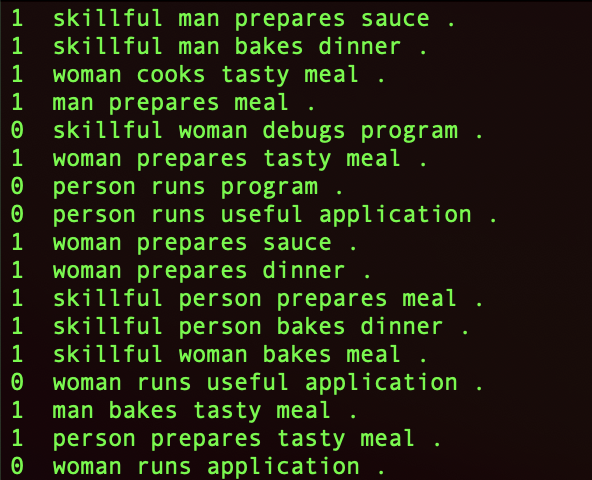 1  skillful man prepares sauce .
1  skillful man bakes dinner .
1  woman cooks tasty meal .
1  man prepares meal .
0  skillful woman debugs program .
1  woman prepares tasty meal .
0  person runs program .
0  person runs useful application .
1  woman prepares sauce .
1  woman prepares dinner .
1  skillful person prepares meal .
1  skillful person bakes dinner .
1  skillful woman bakes meal .
0  woman runs useful application .
1  man bakes tasty meal .
1  person prepares tasty meal .
0  woman runs application .